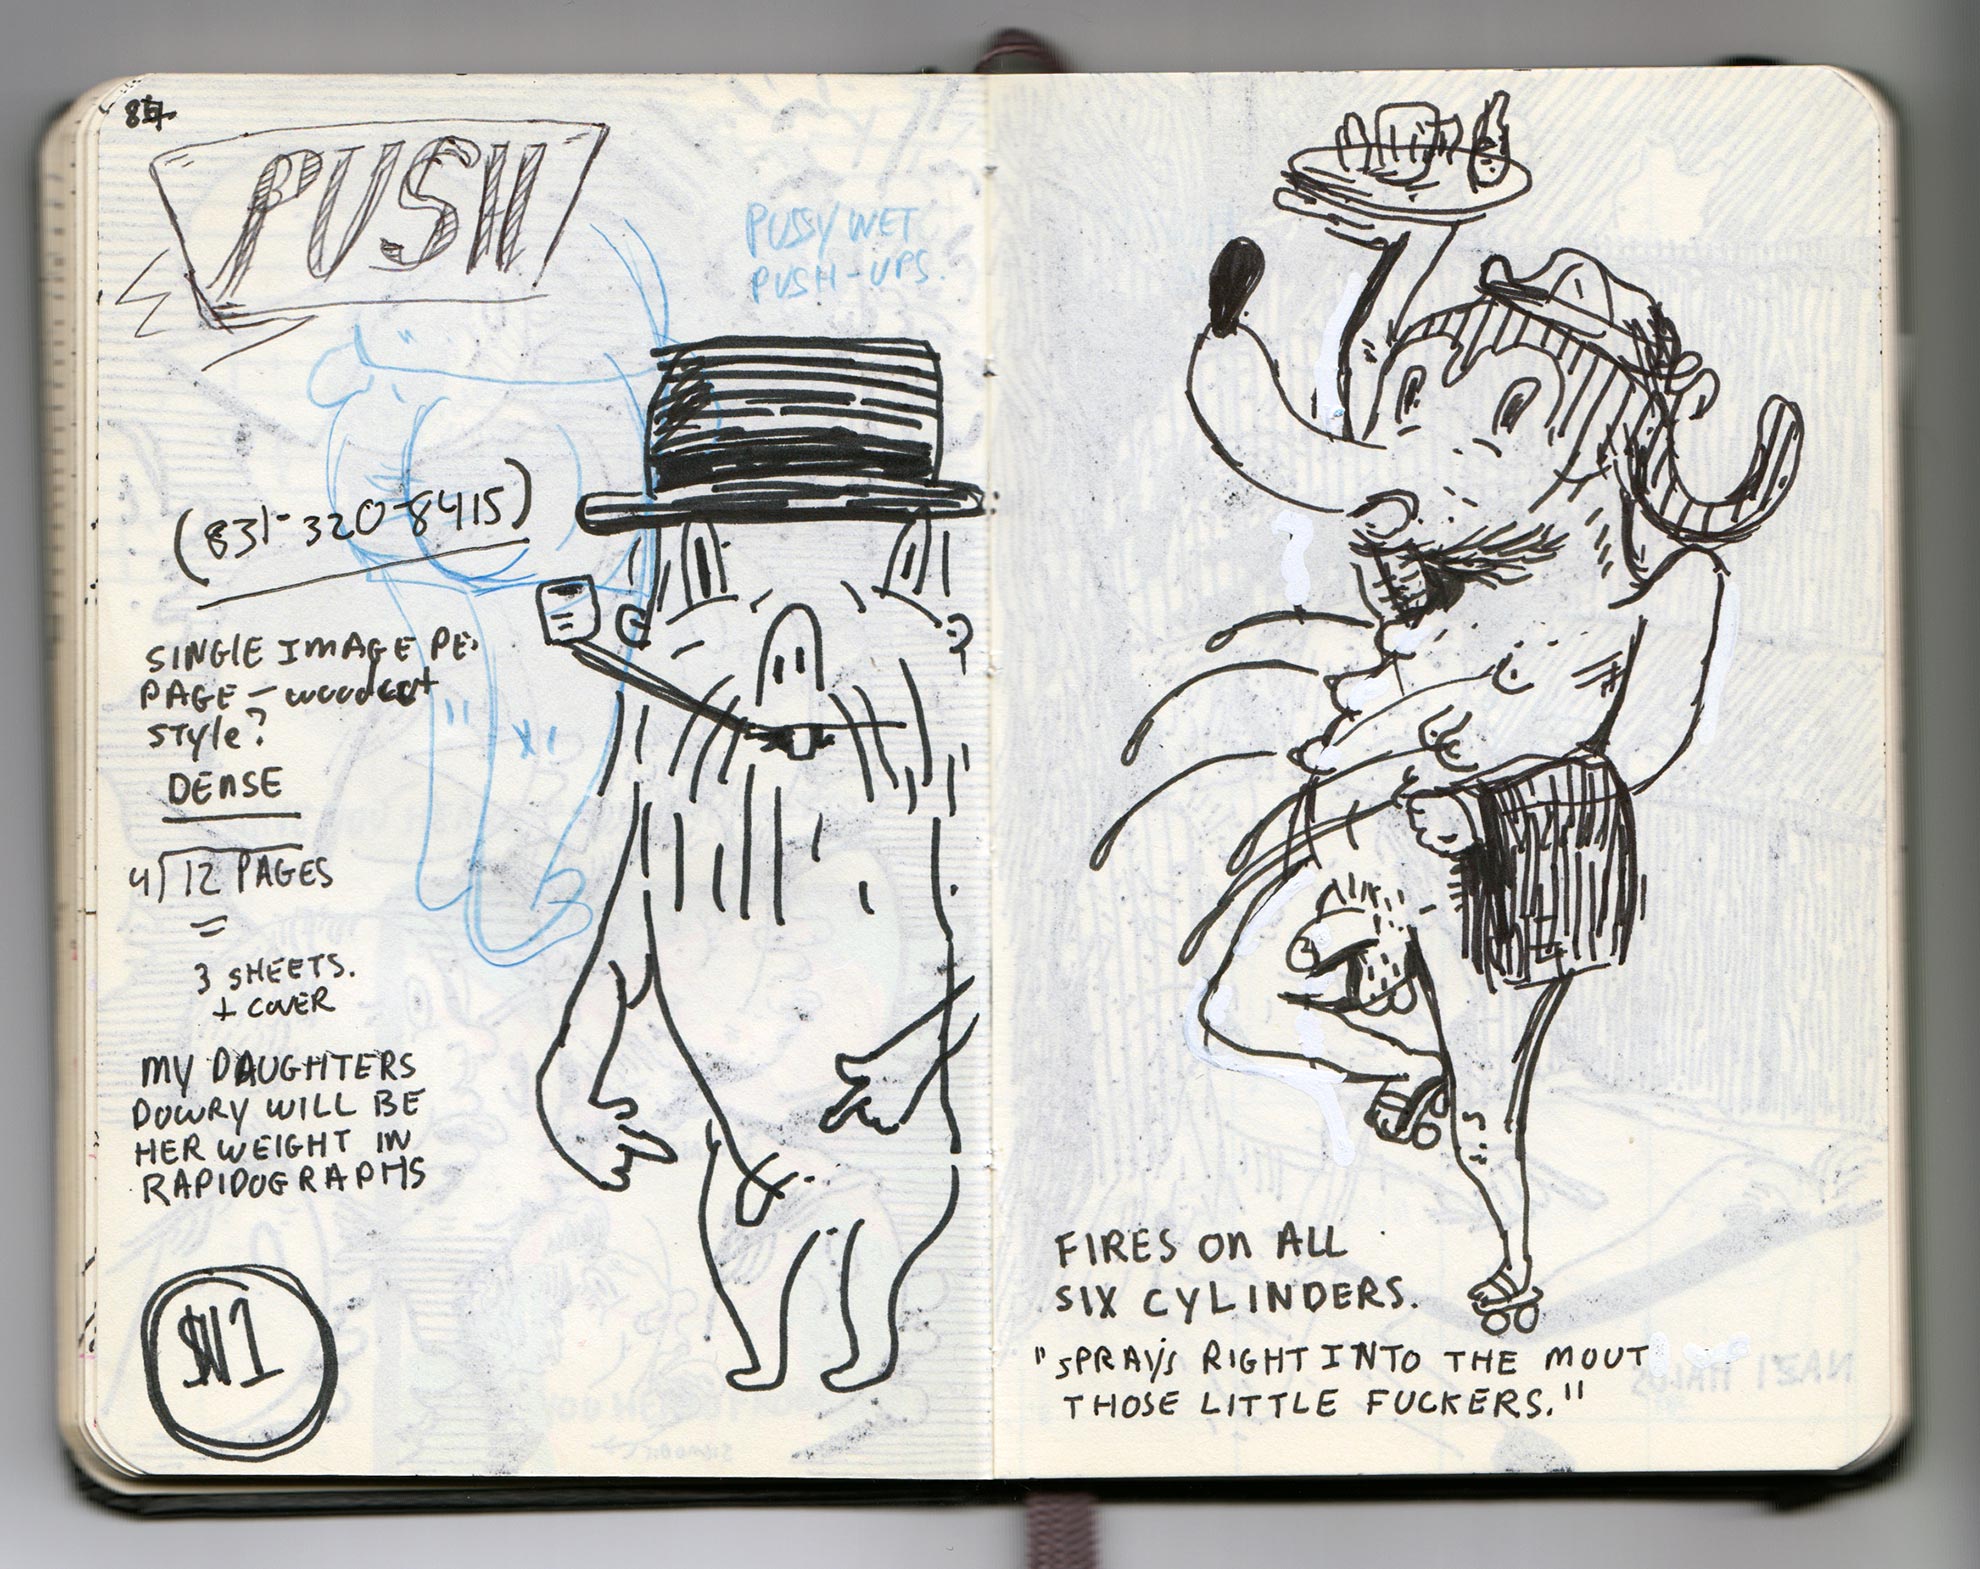 PUSH
PUSSY WET
PUSH-UPS.
(831-320-8415)
SINGLE IMAGE PE
PAGE - WOODCUT
STYLE?
DENSE
4)12 PAGES
=
3 SHEETS.
+ COVER
MY DAUGHTERS
DOWRY WILL BE
HER WEIGHT IN
RAPIDOGRAPHS
FIRES ON ALL
SIX CYLINDERS.
"SPRAYS RIGHT INTO THE MOUT
THOSE LITTLE FUCKERS."